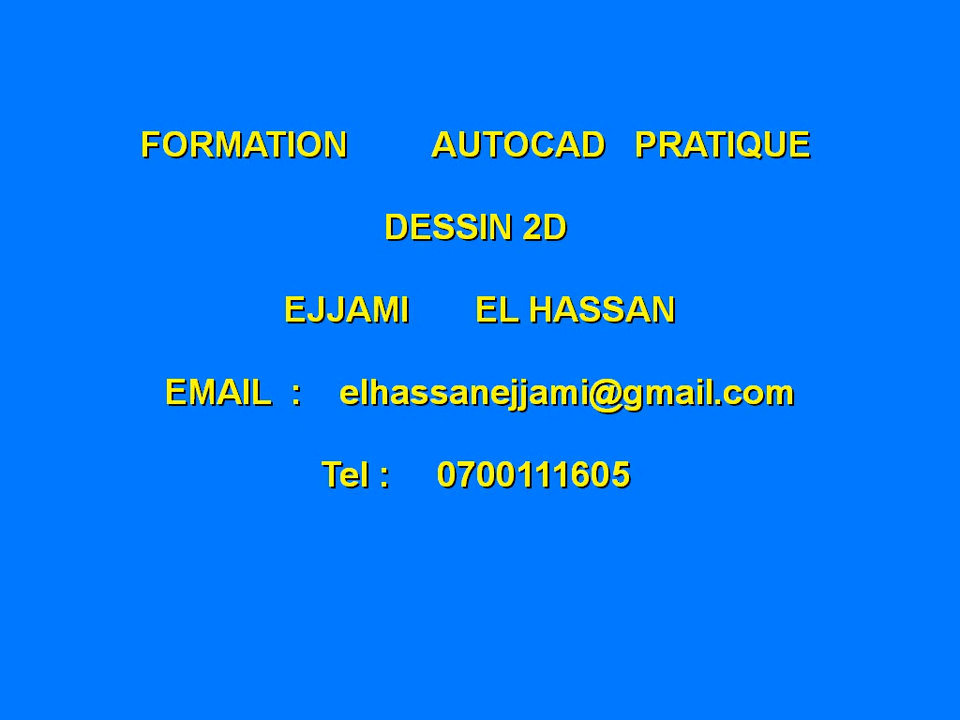 FORMATION AUTOCAD PRATIQUE
DESSIN 2D
EJJAMI EL HASSAN
EMAIL : elhassanejjami@gmail.com
Tel : 0700111605